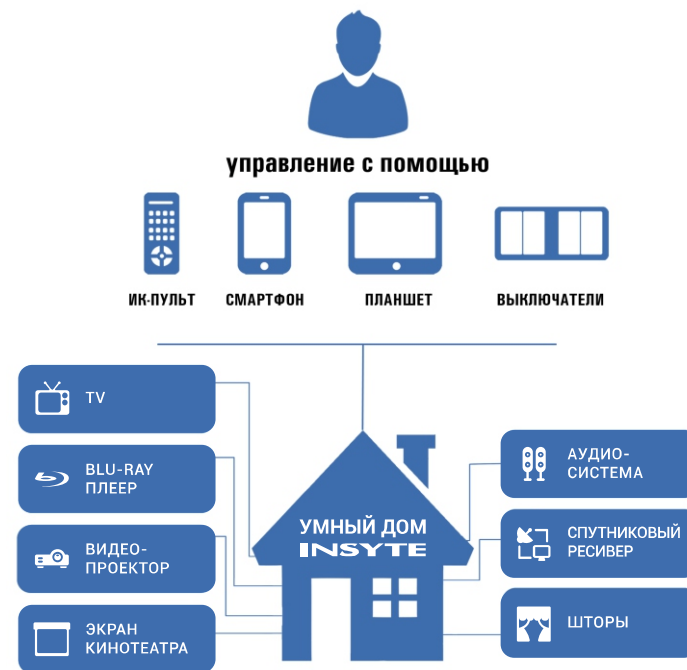 управление с помощью
ИК-ПУЛЬТ
СМАРТФОН
ПЛАНШЕТ
ВЫКЛЮЧАТЕЛИ
TV
BLU-RAY
ПЛЕЕР
ВИДЕО-
ПРОЕКТОР
ЭКРАН
КИНОТЕАТРА
УМНЫЙ ДОМ
INSYTE
АУДИО-
СИСТЕМА
СПУТНИКОВЫЙ
РЕСИВЕР
ШТОРЫ